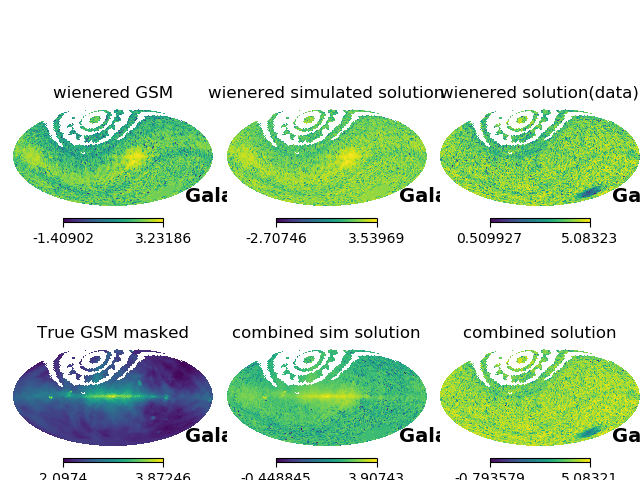 wienered GSM
wienered simulated solution
wienered solution(data)
Gala
Gala
Ga
-1.40902 3.23186
-2.70746 3.53969
0.509927 5.08323
True GSM masked
combined sim solution
combined solution
Gala
Gala
Ga
2.0974 3.87246
-0.448845 3.90743
-0.793579 5.08321